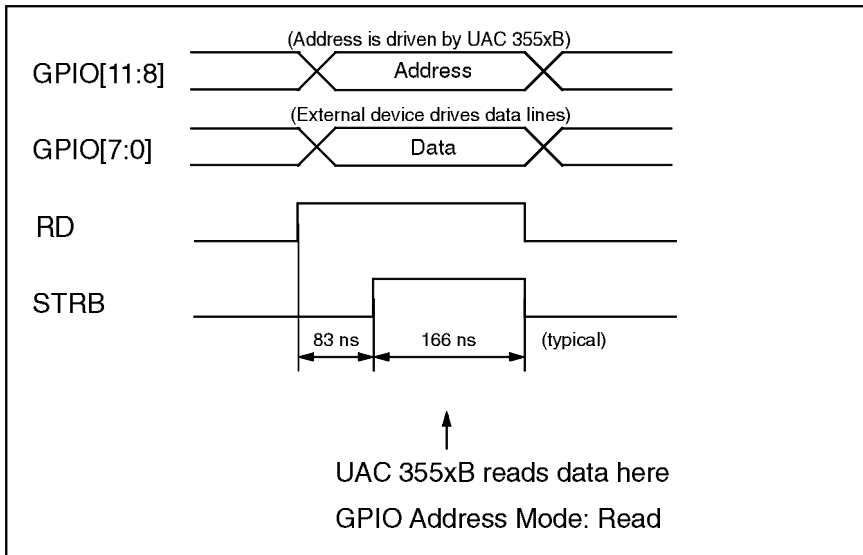 (Address is driven by UAC 355xB)
GPIO[11:8]
Address
(External device drives data lines)
GPIO[7:0]
Data
RD
STRB
83 ns
166 ns
(typical)
UAC 355xB reads data here
GPIO Address Mode: Read